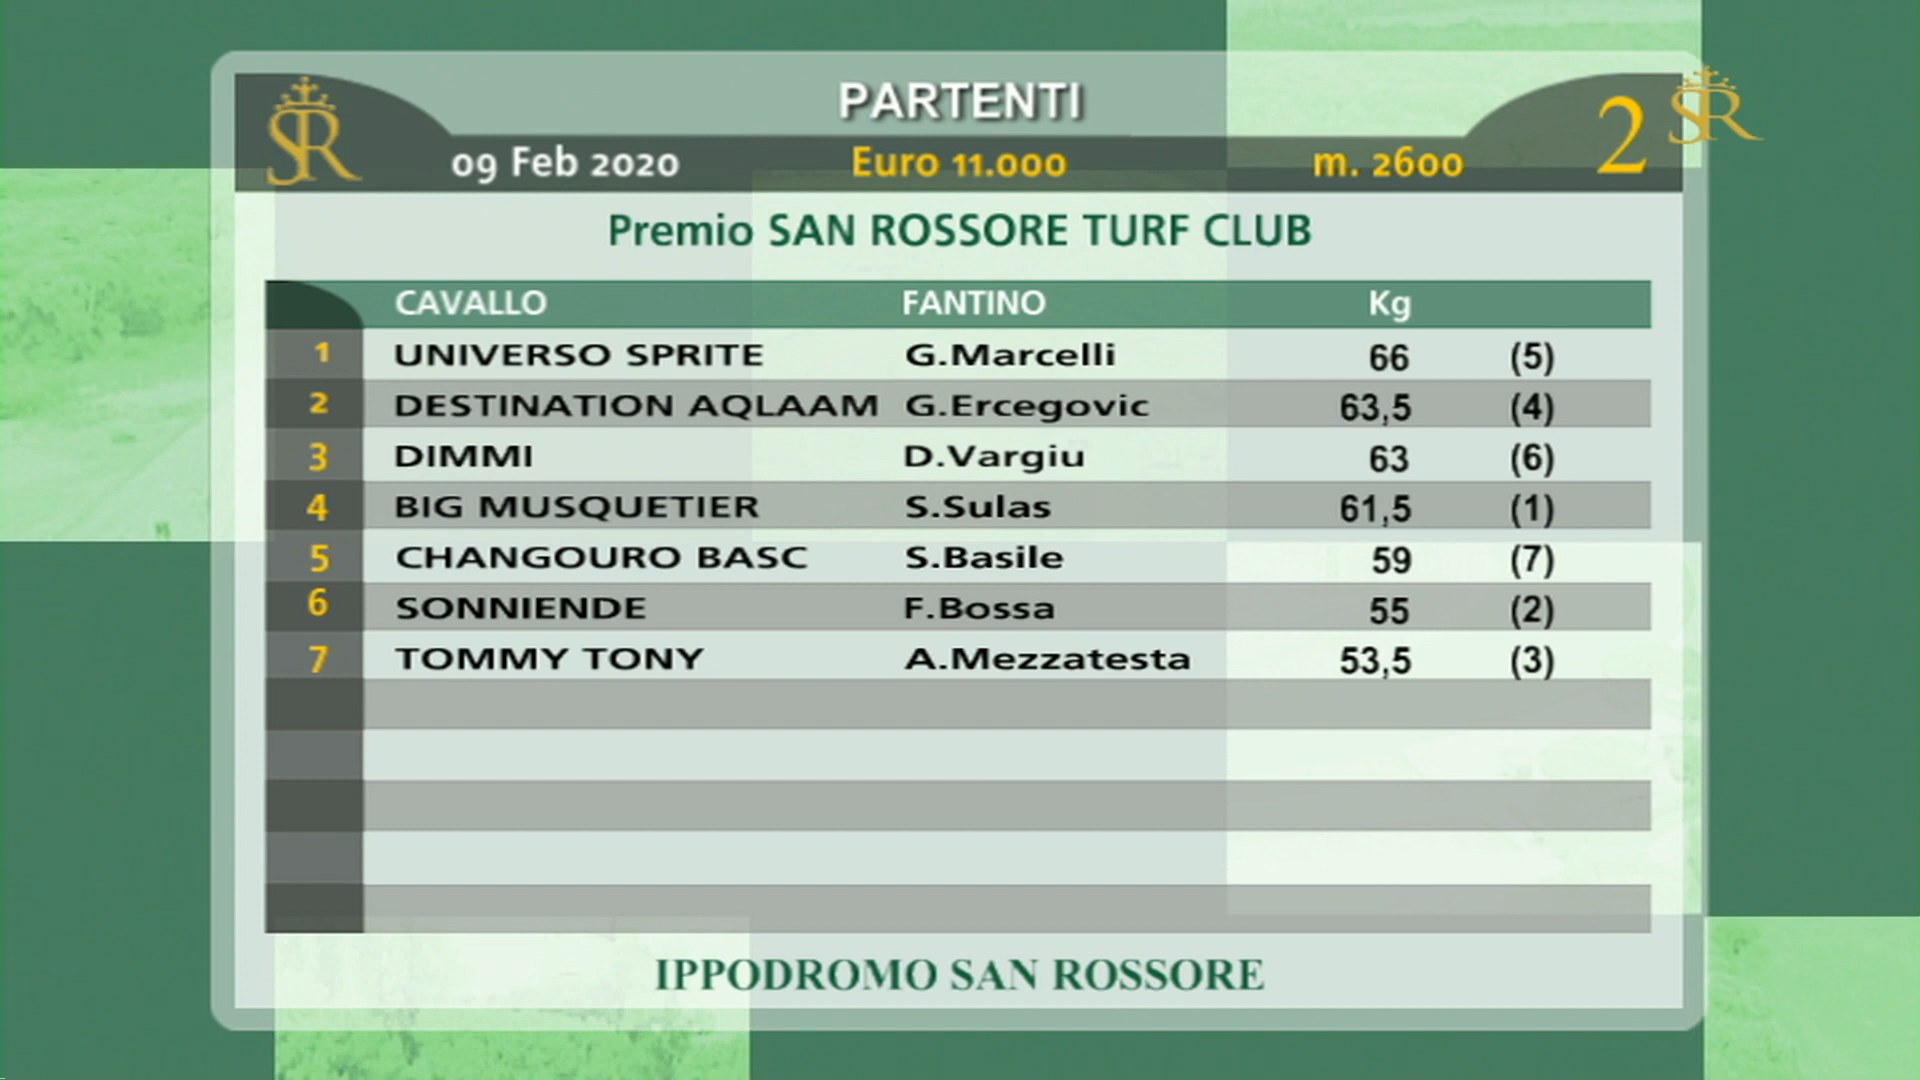 PARTENTI
SR 09 Feb 2020 Euro 11.000 m. 2600 2 SR
Premio SAN ROSSORE TURF CLUB
CAVALLO FANTINO Kg
1 UNIVERSO SPRITE G.Marcelli 66 (5)
2 DESTINATION AQLAAM G.Ercegovic 63,5 (4)
3 DIMMI D.Vargiu 63 (6)
4 BIG MUSQUETIER S.Sulas 61,5 (1)
5 CHANGOURO BASC S.Basile 59 (7)
6 SONNIENDE F.Bossa 55 (2)
7 TOMMY TONY A.Mezzatesta 53,5 (3)
IPPODROMO SAN ROSSORE